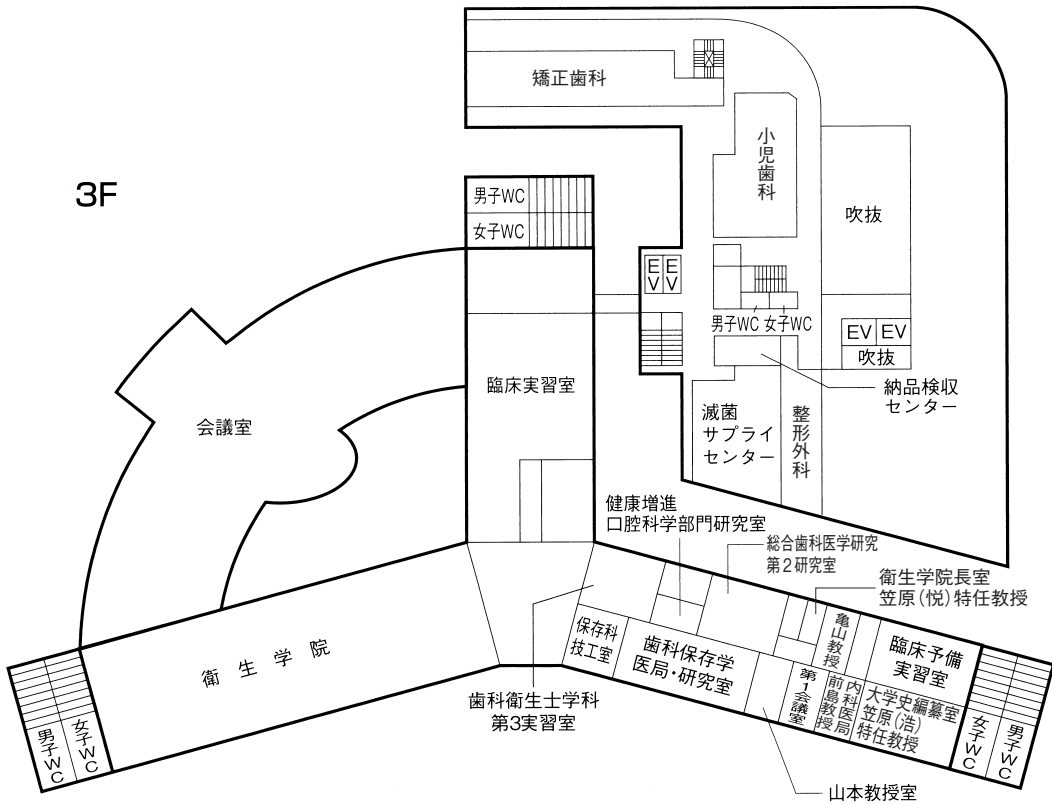 3F
矯正歯科
小児歯科
吹抜
男子WC
女子WC
EV
EV
男子WC
女子WC
EV
EV
吹抜
納品検収
センター
臨床実習室
会議室
滅菌
サプライ
センター
整形外科
健康増進
口腔科学部門研究室
総合歯科医学研究
第2研究室
衛生学院長室
笠原(悦)特任教授
衛生学院
保存科
技工室
歯科保存学
医局・研究室
亀山教授
臨床予備
実習室
歯科衛生士学科
第3実習室
第1会議室
内科医局
前島教授
大学史編纂室
笠原(浩)
特任教授
男子WC
女子WC
女子WC
男子WC
山本教授室